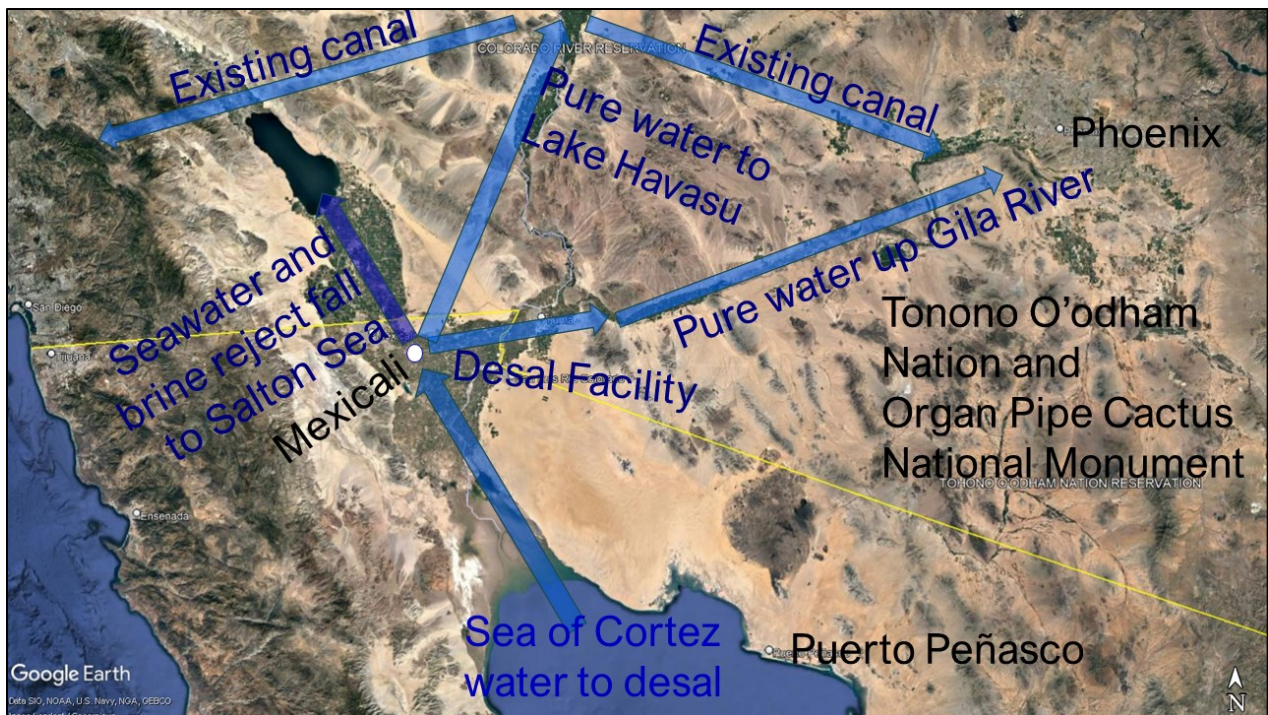 Existing canal
COLORADO RIVER RESERVATION
Existing canal
Pure water to
Lake Havasu
Phoenix
Seawater and
brine reject fall
to Salton Sea
Pure water up Gila River
San Diego
Tijuana
Mexicali
Desal Facility
Tonono O’odham
Nation and
Organ Pipe Cactus
National Monument
TOHONO O'ODHAM NATION RESERVATION
Ensenada
Sea of Cortez
water to desal
Puerto Peñasco
Google Earth
Data SIO, NOAA, U.S. Navy, NGA, GEBCO
N